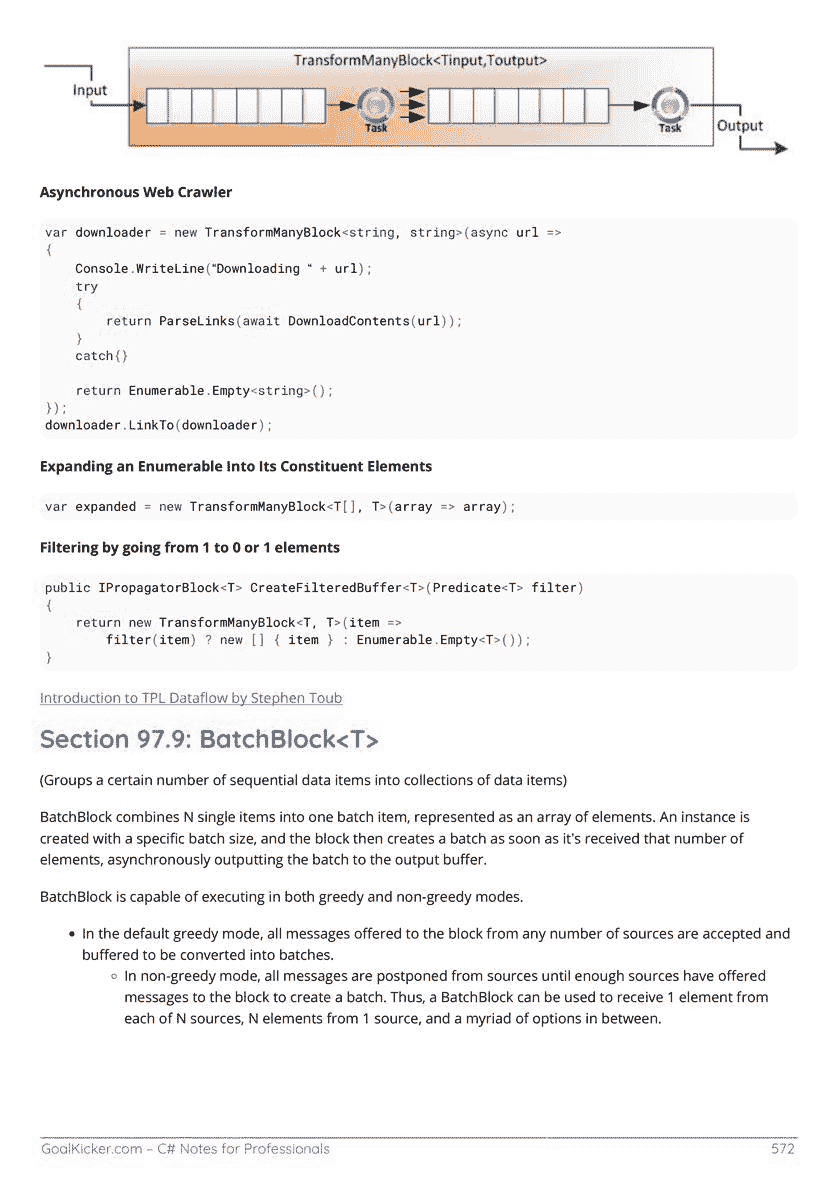 TransformManyBlock<Tinput,Toutput>
Input
Task
Task
Output
Asynchronous Web Crawler
var downloader = new TransformManyBlock<string, string>(async url =>
{
    Console.WriteLine(“Downloading “ + url);
    try
    {
        return ParseLinks(await DownloadContents(url));
    }
    catch{}
    return Enumerable.Empty<string>();
});
downloader.LinkTo(downloader);
Expanding an Enumerable Into Its Constituent Elements
var expanded = new TransformManyBlock<T[], T>(array => array);
Filtering by going from 1 to 0 or 1 elements
public IPropagatorBlock<T> CreateFilteredBuffer<T>(Predicate<T> filter)
{
    return new TransformManyBlock<T, T>(item =>
        filter(item) ? new [] { item } : Enumerable.Empty<T>());
}
Introduction to TPL Dataflow by Stephen Toub
Section 97.9: BatchBlock<T>
(Groups a certain number of sequential data items into collections of data items)
BatchBlock combines N single items into one batch item, represented as an array of elements. An instance is
created with a specific batch size, and the block then creates a batch as soon as it's received that number of
elements, asynchronously outputting the batch to the output buffer.
BatchBlock is capable of executing in both greedy and non-greedy modes.
• In the default greedy mode, all messages offered to the block from any number of sources are accepted and
buffered to be converted into batches.
◦ In non-greedy mode, all messages are postponed from sources until enough sources have offered
messages to the block to create a batch. Thus, a BatchBlock can be used to receive 1 element from
each of N sources, N elements from 1 source, and a myriad of options in between.
GoalKicker.com – C# Notes for Professionals
572